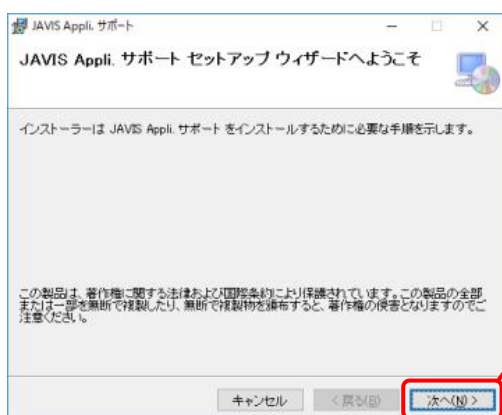 JAVIS Appli. サポート
JAVIS Appli. サポート セットアップ ウィザードへようこそ
インストーラーは JAVIS Appli. サポート をインストールするために必要な手順を示します。
この製品は、著作権に関する法律および国際条約により保護されています。この製品の全部
または一部を無断で複製したり、無断で複製物を頒布すると、著作権の侵害となりますのでご
注意ください。
キャンセル
< 戻る(B)
次へ(N) >